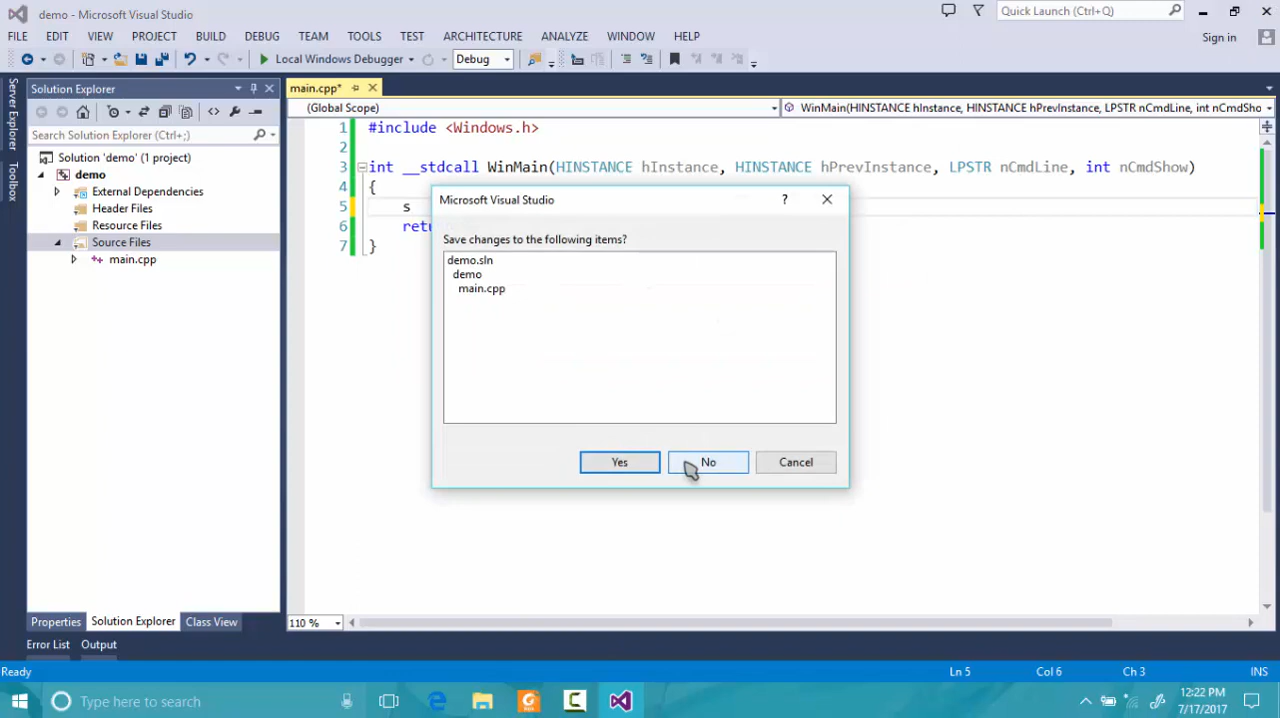 demo - Microsoft Visual Studio
Quick Launch (Ctrl+Q)
FILE EDIT VIEW PROJECT BUILD DEBUG TEAM TOOLS TEST ARCHITECTURE ANALYZE WINDOW HELP
Sign in
Local Windows Debugger
Debug
Server Explorer
Toolbox
Solution Explorer
Search Solution Explorer (Ctrl+;)
Solution 'demo' (1 project)
demo
External Dependencies
Header Files
Resource Files
Source Files
main.cpp
Properties
Solution Explorer
Class View
main.cpp*
(Global Scope)
WinMain(HINSTANCE hInstance, HINSTANCE hPrevInstance, LPSTR nCmdLine, int nCmdSho
1 #include <Windows.h>
2
3 int __stdcall WinMain(HINSTANCE hInstance, HINSTANCE hPrevInstance, LPSTR nCmdLine, int nCmdShow)
4 {
5 s
6 retu
7 }
Microsoft Visual Studio
?
Save changes to the following items?
demo.sln
demo
main.cpp
Yes
No
Cancel
110 %
Error List
Output
Ready
Ln 5
Col 6
Ch 3
INS
Type here to search
12:22 PM
7/17/2017